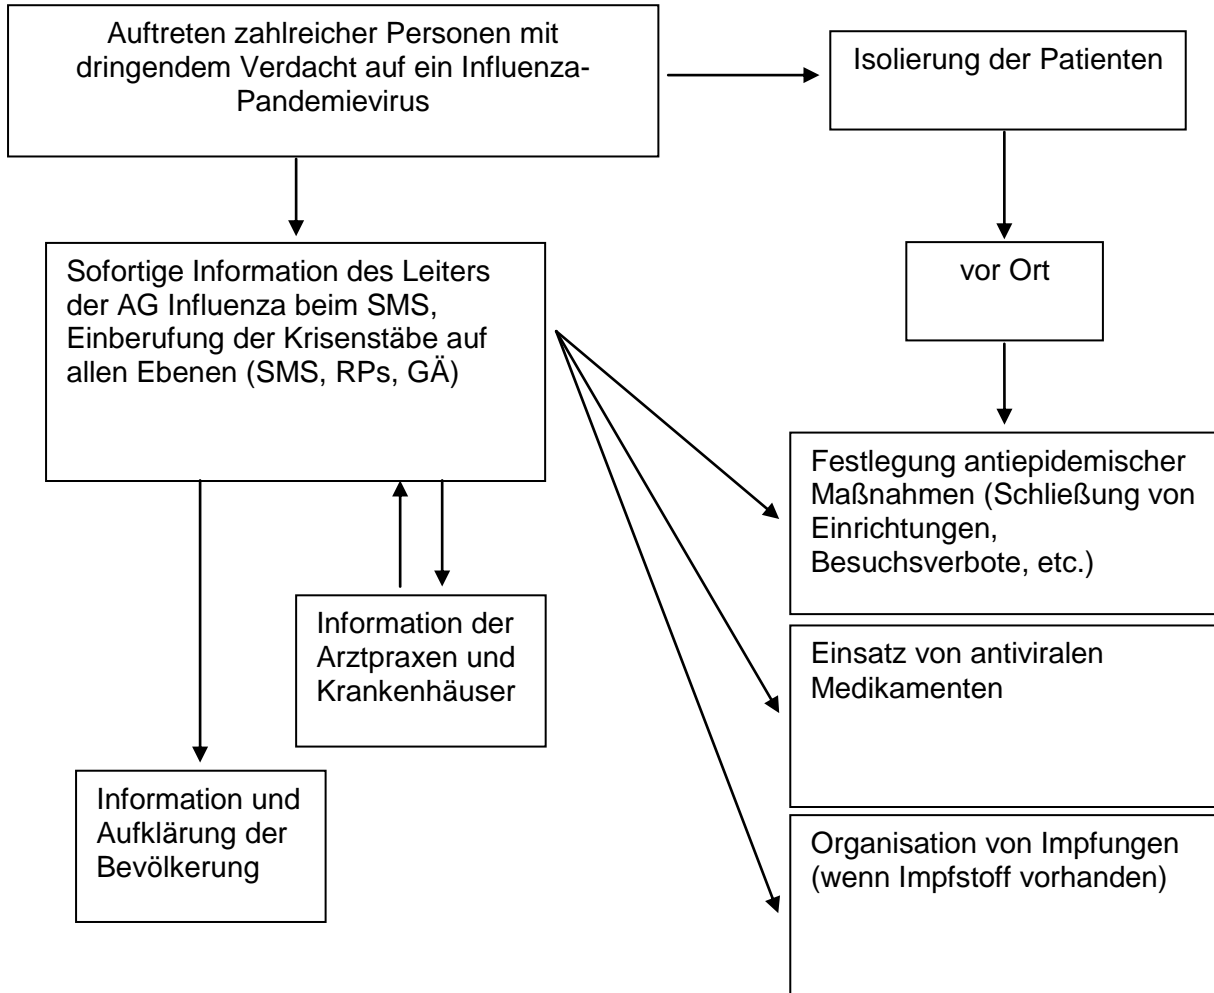 Auftreten zahlreicher Personen mit
dringendem Verdacht auf ein Influenza-
Pandemievirus
Isolierung der Patienten
vor Ort
Sofortige Information des Leiters
der AG Influenza beim SMS,
Einberufung der Krisenstäbe auf
allen Ebenen (SMS, RPs, GÄ)
Festlegung antiepidemischer
Maßnahmen (Schließung von
Einrichtungen,
Besuchsverbote, etc.)
Information der
Arztpraxen und
Krankenhäuser
Einsatz von antiviralen
Medikamenten
Information und
Aufklärung der
Bevölkerung
Organisation von Impfungen
(wenn Impfstoff vorhanden)